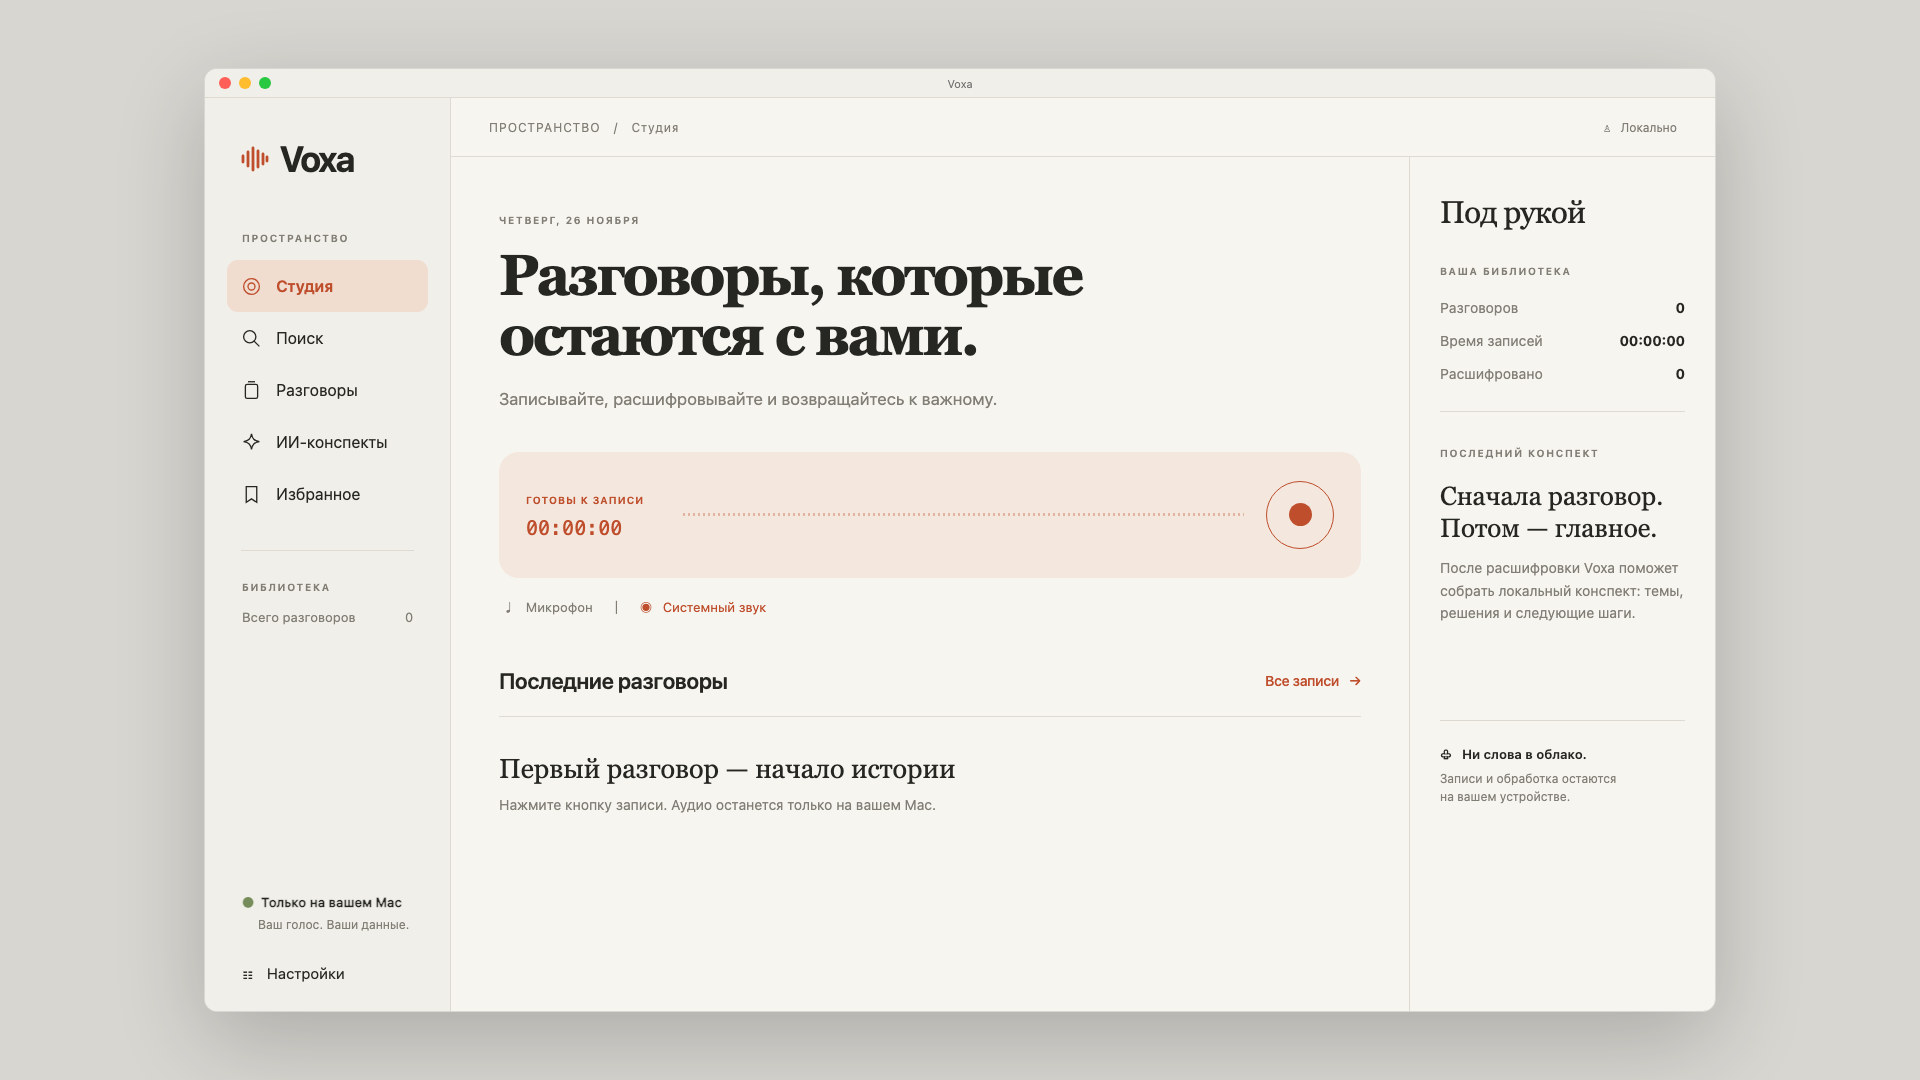 Voxa
Voxa
ПРОСТРАНСТВО
Студия
Поиск
Разговоры
ИИ-конспекты
Избранное
БИБЛИОТЕКА
Всего разговоров 0
Только на вашем Mac
Ваш голос. Ваши данные.
Настройки
ПРОСТРАНСТВО / Студия
Локально
ЧЕТВЕРГ, 26 НОЯБРЯ
Разговоры, которые
остаются с вами.
Записывайте, расшифровывайте и возвращайтесь к важному.
ГОТОВЫ К ЗАПИСИ
00:00:00
Микрофон | Системный звук
Последние разговоры
Все записи →
Первый разговор — начало истории
Нажмите кнопку записи. Аудио останется только на вашем Mac.
Под рукой
ВАША БИБЛИОТЕКА
Разговоров 0
Время записей 00:00:00
Расшифровано 0
ПОСЛЕДНИЙ КОНСПЕКТ
Сначала разговор.
Потом — главное.
После расшифровки Voxa поможет
собрать локальный конспект: темы,
решения и следующие шаги.
Ни слова в облако.
Записи и обработка остаются
на вашем устройстве.